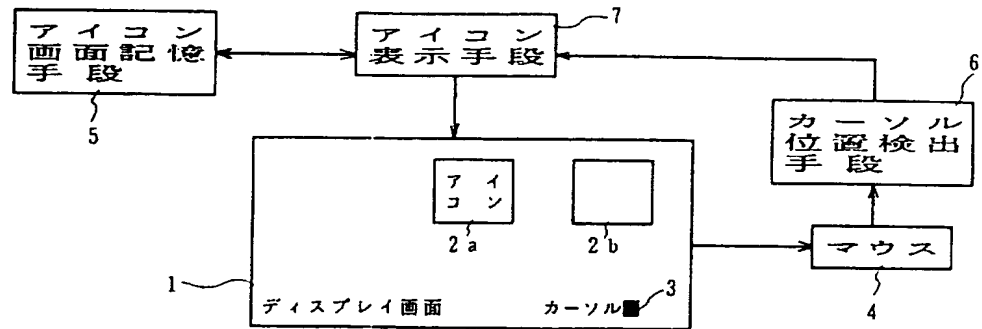 アイコン
画面記憶
手段
5
アイコン
表示手段
7
カーソル
位置検出
手段
6
アイ
コン
2a
2b
1
ディスプレイ画面
カーソル
3
マウス
4